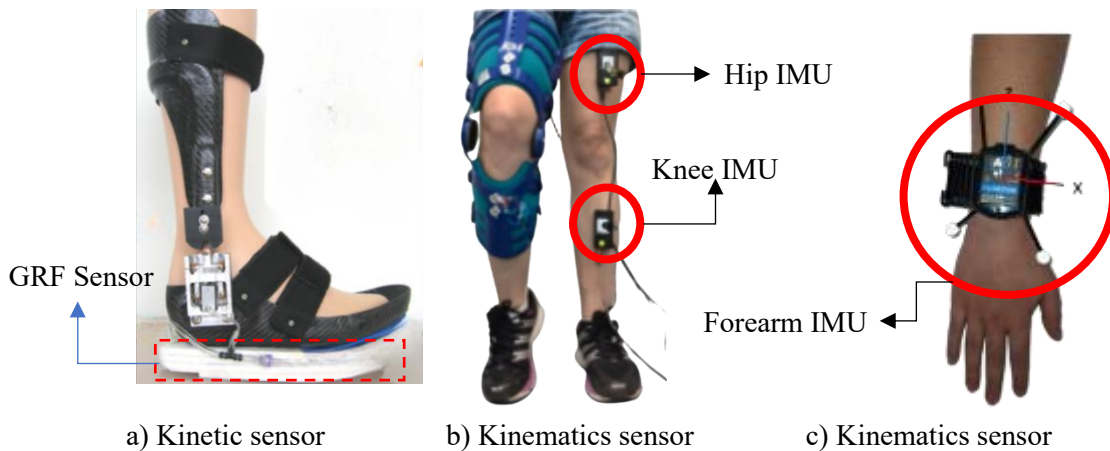 Hip IMU
Knee IMU
GRF Sensor
Forearm IMU
Z
X
a) Kinetic sensor
b) Kinematics sensor
c) Kinematics sensor